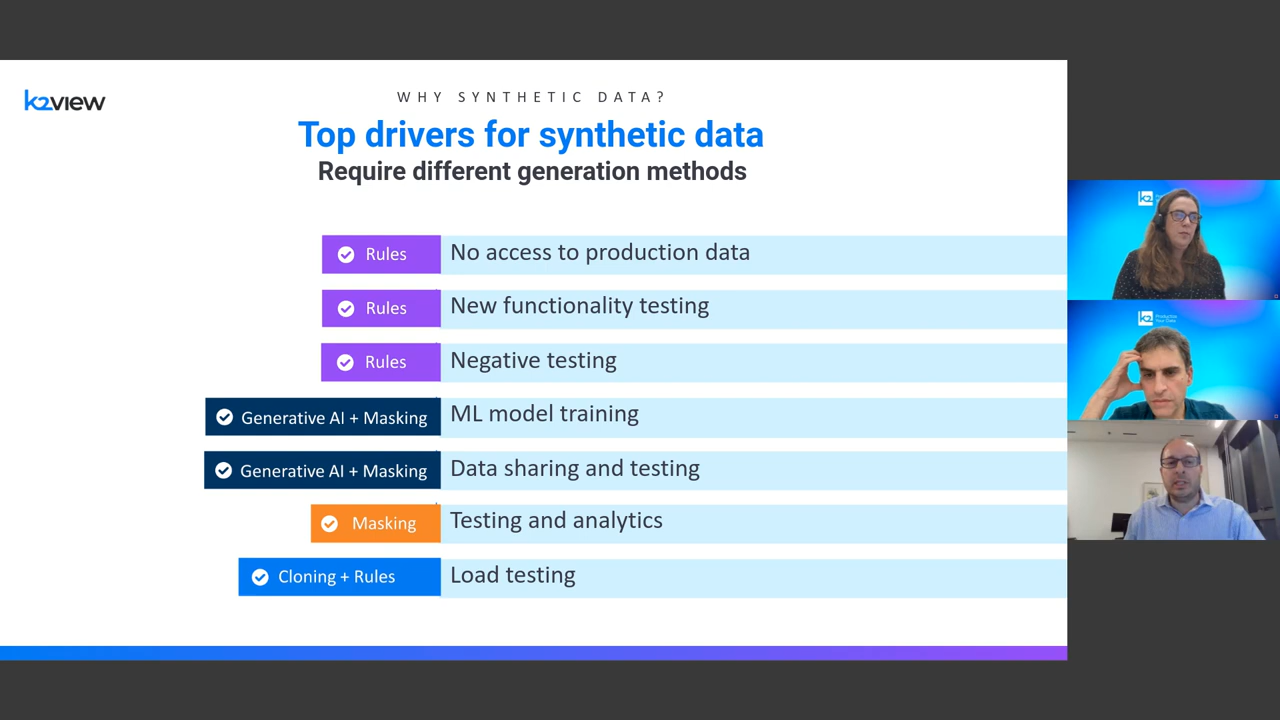 k2view
WHY SYNTHETIC DATA?
Top drivers for synthetic data
Require different generation methods
Rules
No access to production data
Rules
New functionality testing
Rules
Negative testing
Generative AI + Masking
ML model training
Generative AI + Masking
Data sharing and testing
Masking
Testing and analytics
Cloning + Rules
Load testing
k2
k2